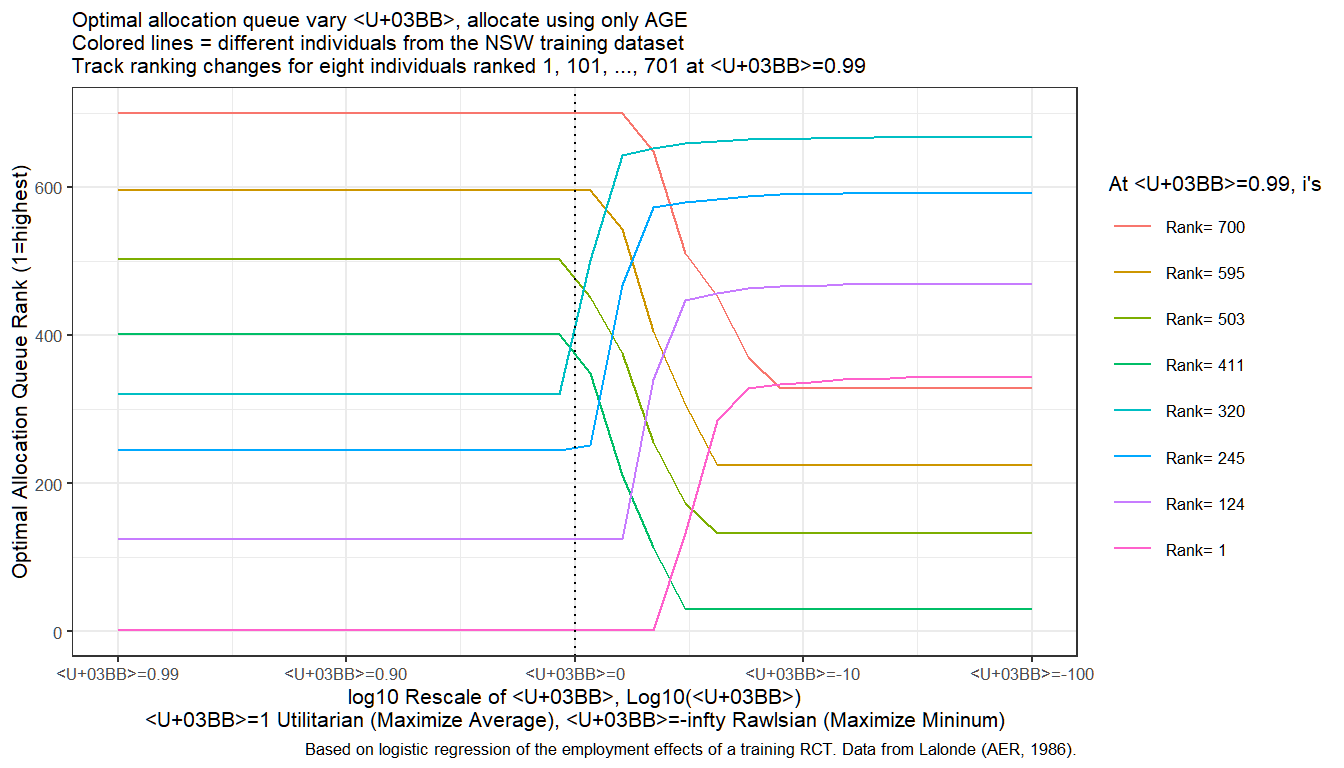 Optimal allocation queue vary <U+03BB>, allocate using only AGE
Colored lines = different individuals from the NSW training dataset
Track ranking changes for eight individuals ranked 1, 101, ..., 701 at <U+03BB>=0.99
Optimal Allocation Queue Rank (1=highest)
600
400
200
0
<U+03BB>=0.99
<U+03BB>=0.90
<U+03BB>=0
<U+03BB>=-10
<U+03BB>=-100
log10 Rescale of <U+03BB>, Log10(<U+03BB>)
<U+03BB>=1 Utilitarian (Maximize Average), <U+03BB>=-infty Rawlsian (Maximize Mininum)
Based on logistic regression of the employment effects of a training RCT. Data from Lalonde (AER, 1986).
At <U+03BB>=0.99, i's
Rank= 700
Rank= 595
Rank= 503
Rank= 411
Rank= 320
Rank= 245
Rank= 124
Rank= 1